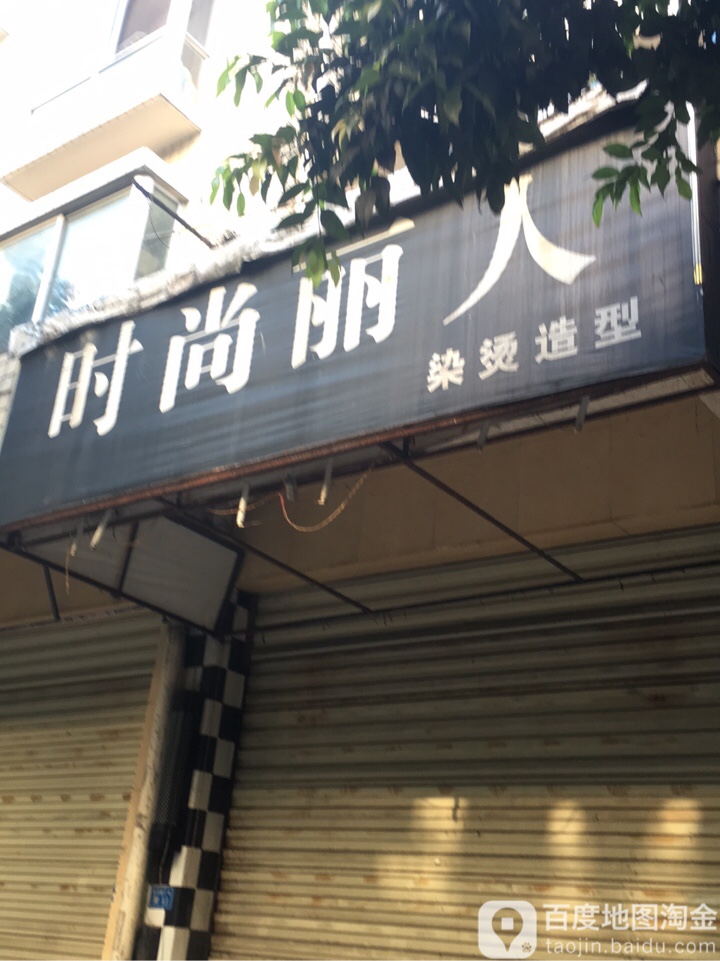 时尚丽人
染烫造型
百度地图淘金
taojin.baidu.com